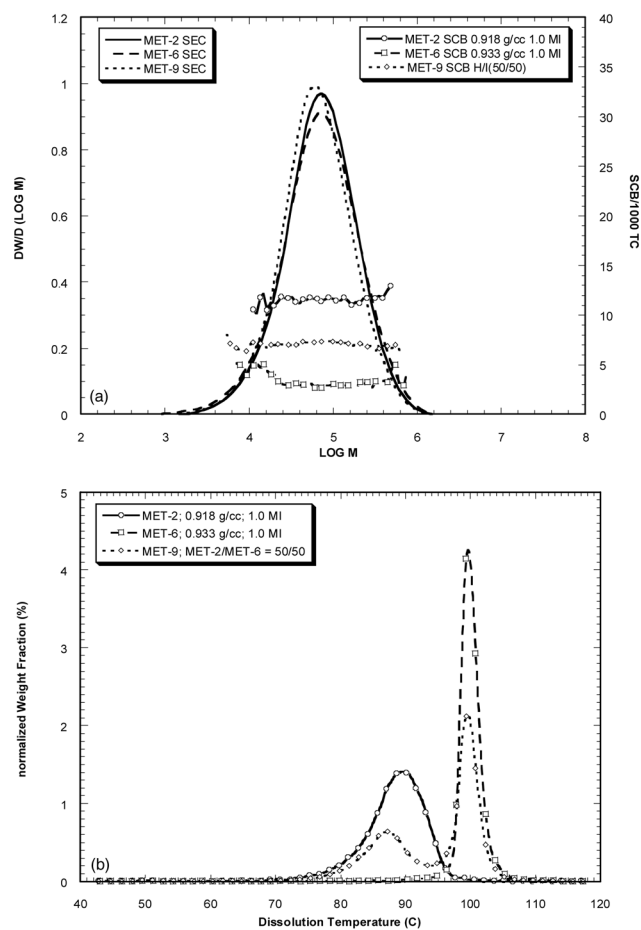 MET-2 SEC
MET-6 SEC
MET-9 SEC
MET-2 SCB 0.918 g/cc 1.0 MI
MET-6 SCB 0.933 g/cc 1.0 MI
MET-9 SCB H/I(50/50)
1.2
1
0.8
0.6
0.4
0.2
0
DW/D (LOG M)
40
35
30
25
20
15
10
5
0
SCB/1000 TC
(a)
2 3 4 5 6 7 8
LOG M
MET-2; 0.918 g/cc; 1.0 MI
MET-6; 0.933 g/cc; 1.0 MI
MET-9; MET-2/MET-6 = 50/50
5
4
3
2
1
0
normalized Weight Fraction (%)
(b)
40 50 60 70 80 90 100 110 120
Dissolution Temperature (C)